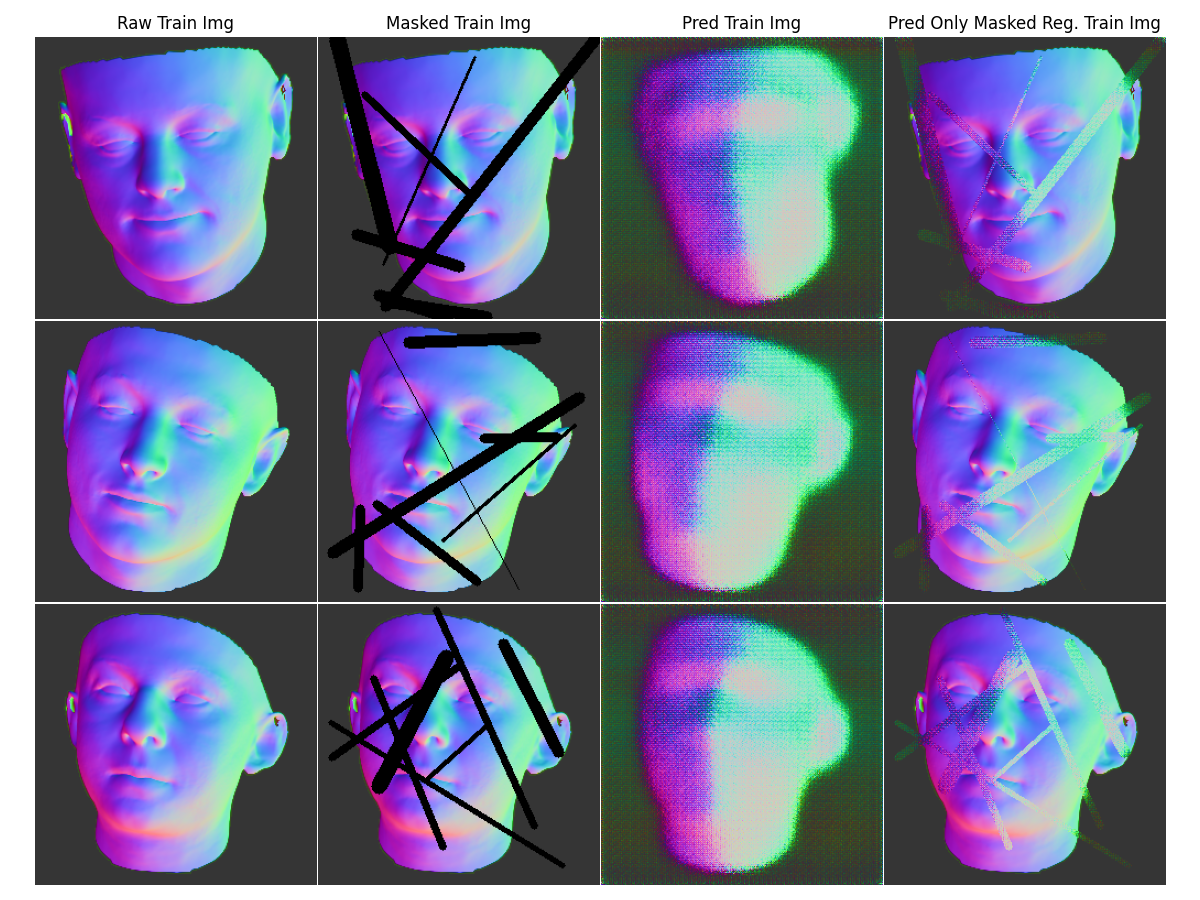 Raw Train Img
Masked Train Img
Pred Train Img
Pred Only Masked Reg. Train Img